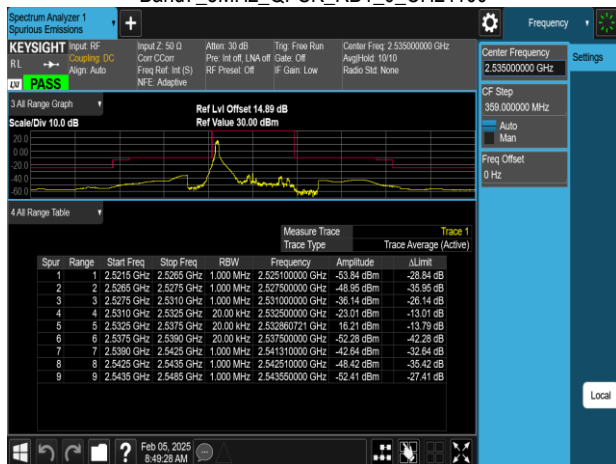 Band7_5MHz_QPSK_RB1_0_CH21100
Spectrum Analyzer 1
Spurious Emissions
Frequency
KEYSIGHT Input: RF Input Z: 50 Ω Atten: 30 dB Trig: Free Run Center Freq: 2.535000000 GHz
RL Coupling: DC Corr CCorr Pre: Int off, LNA off Gate: Off Avg|Hold: 10/10
Align: Auto Freq Ref: Int (S) RF Preset: Off IF Gain: Low Radio Std: None
NFE: Adaptive
LXI PASS
Center Frequency
2.535000000 GHz
Settings
CF Step
359.000000 MHz
Auto
Man
Freq Offset
0 Hz
3 All Range Graph
Ref Lvl Offset 14.89 dB
Scale/Div 10.0 dB Ref Value 30.00 dBm
20.0
0.00
-20.0
-40.0
-60.0
4 All Range Table
Measure Trace Trace 1
Trace Type Trace Average (Active)
Spur Range Start Freq Stop Freq RBW Frequency Amplitude ΔLimit
1 1 2.5215 GHz 2.5265 GHz 1.000 MHz 2.525100000 GHz -53.84 dBm -28.84 dB
2 2 2.5265 GHz 2.5275 GHz 1.000 MHz 2.527500000 GHz -48.95 dBm -35.95 dB
3 3 2.5275 GHz 2.5310 GHz 1.000 MHz 2.531000000 GHz -36.14 dBm -26.14 dB
4 4 2.5310 GHz 2.5325 GHz 20.00 kHz 2.532500000 GHz -23.01 dBm -13.01 dB
5 5 2.5325 GHz 2.5375 GHz 20.00 kHz 2.532860721 GHz 16.21 dBm -13.79 dB
6 6 2.5375 GHz 2.5390 GHz 20.00 kHz 2.537500000 GHz -52.28 dBm -42.28 dB
7 7 2.5390 GHz 2.5425 GHz 1.000 MHz 2.541310000 GHz -42.64 dBm -32.64 dB
8 8 2.5425 GHz 2.5435 GHz 1.000 MHz 2.542510000 GHz -48.42 dBm -35.42 dB
9 9 2.5435 GHz 2.5485 GHz 1.000 MHz 2.543550000 GHz -52.41 dBm -27.41 dB
Local
Feb 05, 2025
8:49:28 AM